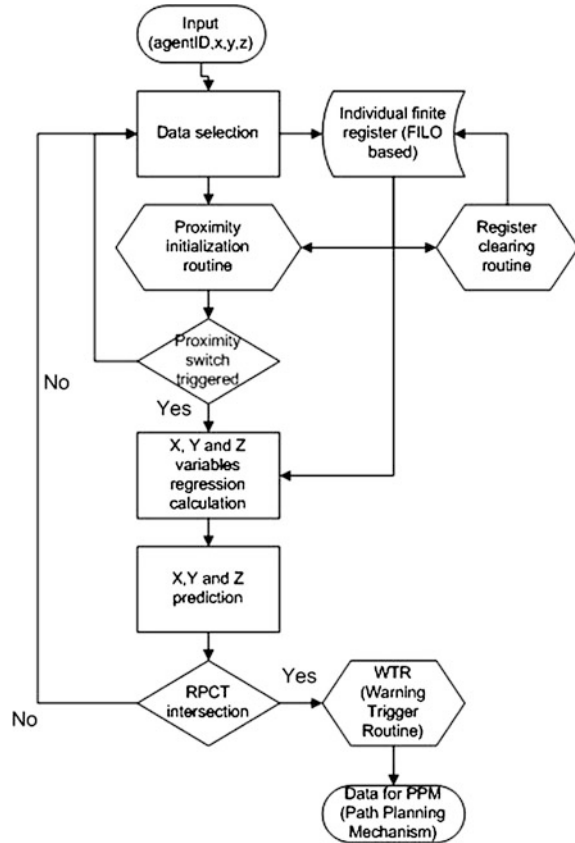 Input
(agentID,x,y,z)
Data selection
Individual finite
register (FILO
based)
Proximity
initialization
routine
Register
clearing
routine
Proximity
switch
triggered
No
Yes
X, Y and Z
variables
regression
calculation
X,Y and Z
prediction
RPCT
intersection
Yes
No
WTR
(Warning
Trigger
Routine)
Data for PPM
(Path Planning
Mechanism)